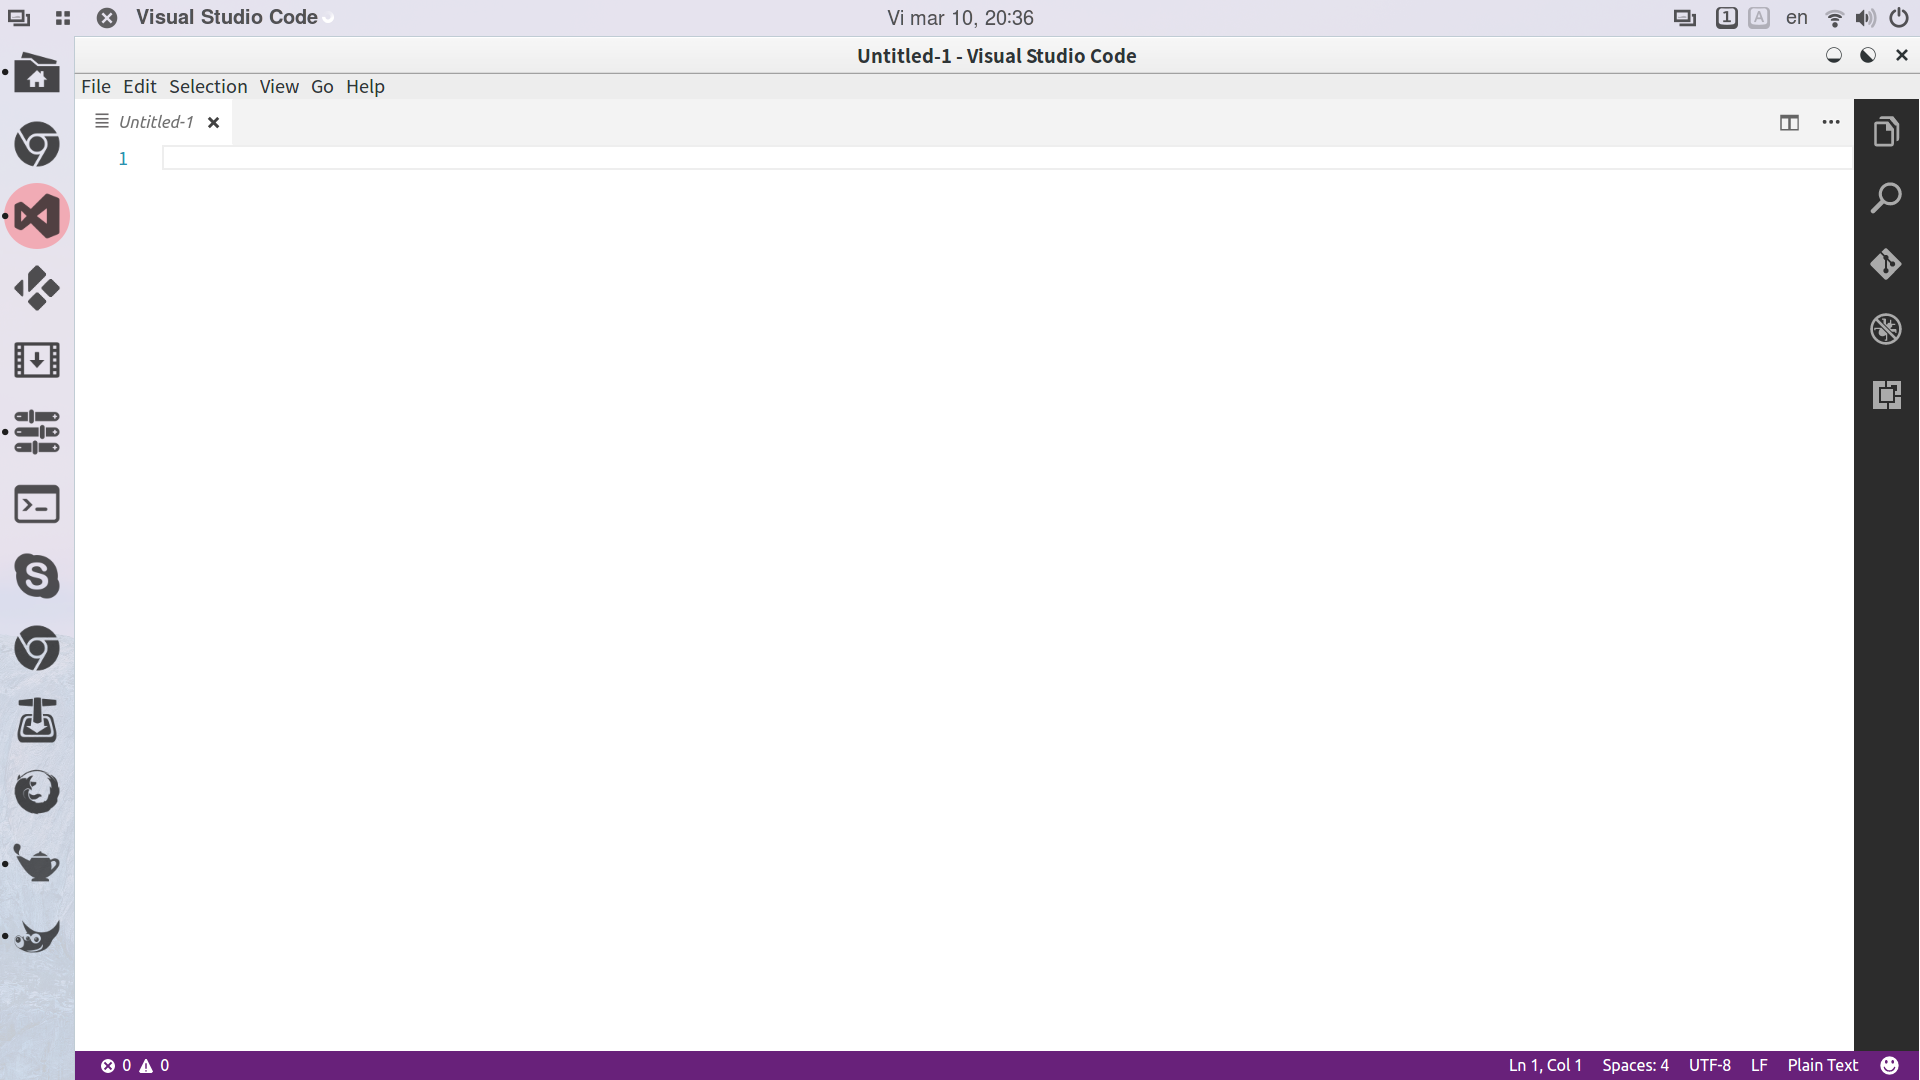 Visual Studio Code
Vi mar 10, 20:36
1
A
en
Untitled-1 - Visual Studio Code
File Edit Selection View Go Help
Untitled-1
1
0 0
Ln 1, Col 1 Spaces: 4 UTF-8 LF Plain Text